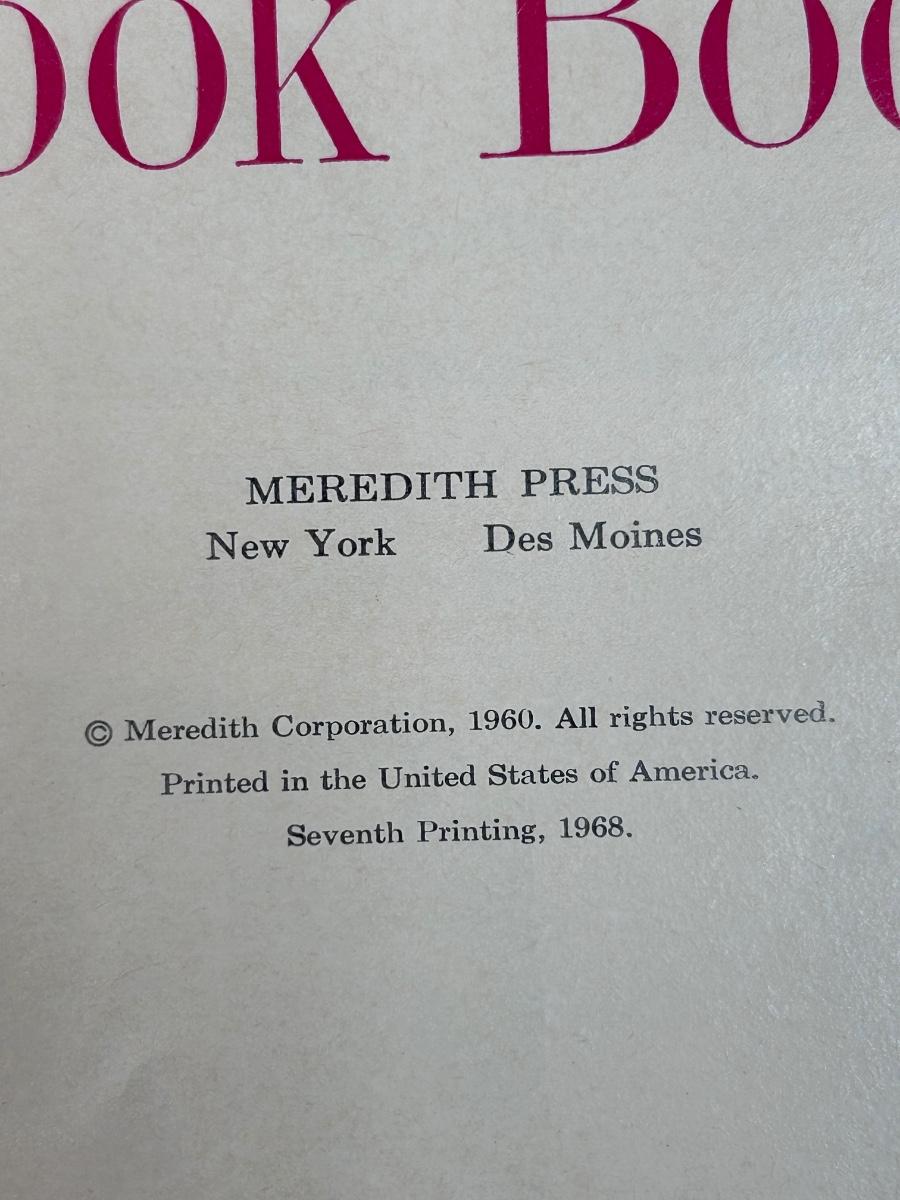 ook Boo
MEREDITH PRESS
New York Des Moines
© Meredith Corporation, 1960. All rights reserved.
Printed in the United States of America.
Seventh Printing, 1968.